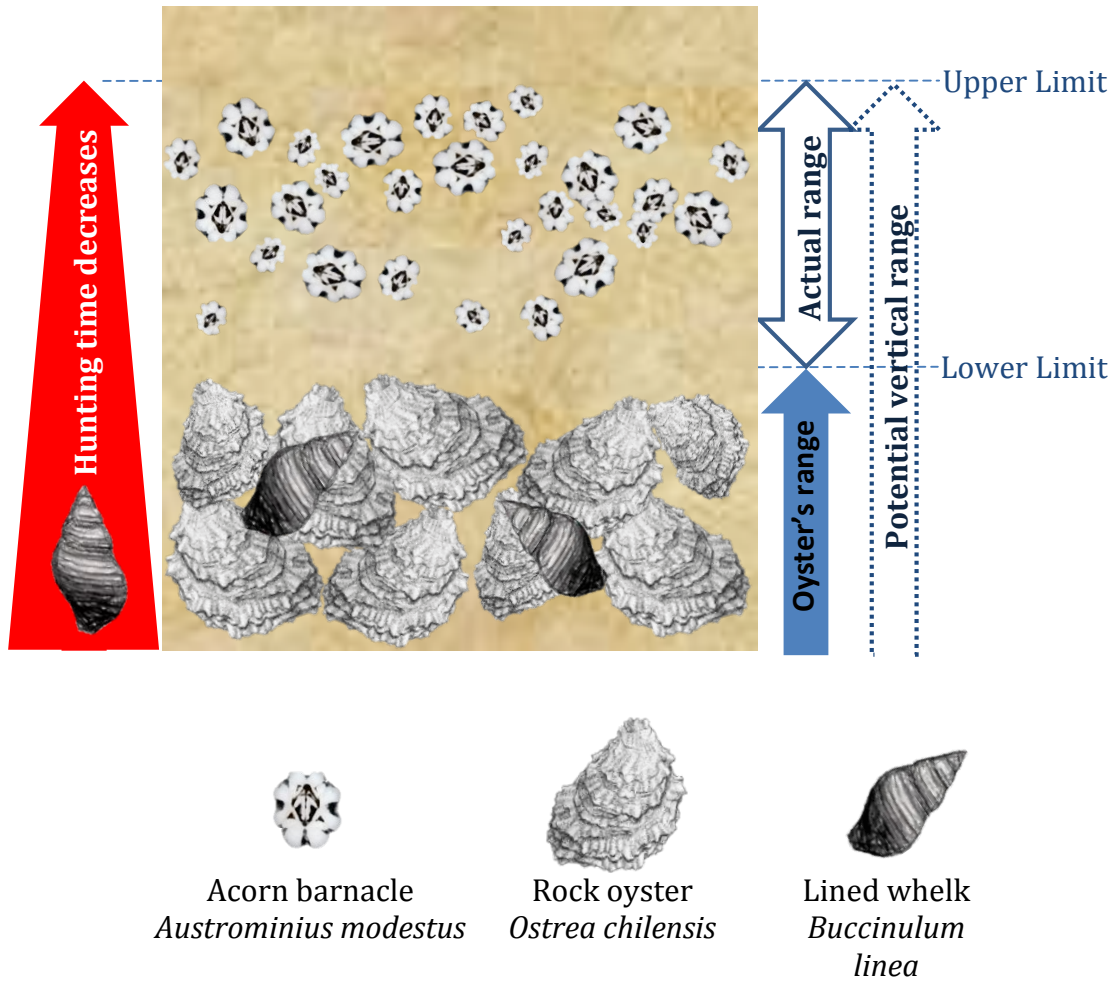 Upper Limit
Hunting time decreases
Actual range
Potential vertical range
Lower Limit
Oyster's range
Acorn barnacle
Austrominius modestus
Rock oyster
Ostrea chilensis
Lined whelk
Buccinulum
linea